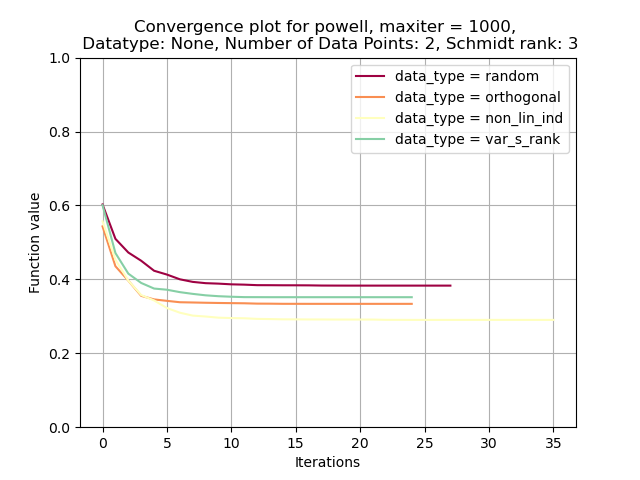 Convergence plot for powell, maxiter = 1000,
Datatype: None, Number of Data Points: 2, Schmidt rank: 3
data_type = random
data_type = orthogonal
data_type = non_lin_ind
data_type = var_s_rank
Function value
1.0
0.8
0.6
0.4
0.2
0.0
0 5 10 15 20 25 30 35
Iterations